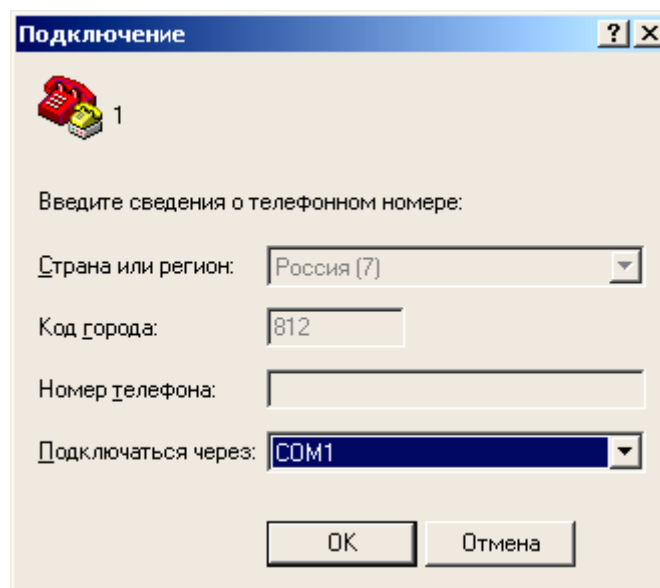 Подключение
1
Введите сведения о телефонном номере:
Страна или регион: Россия (7)
Код города: 812
Номер телефона:
Подключаться через: COM1
OK Отмена